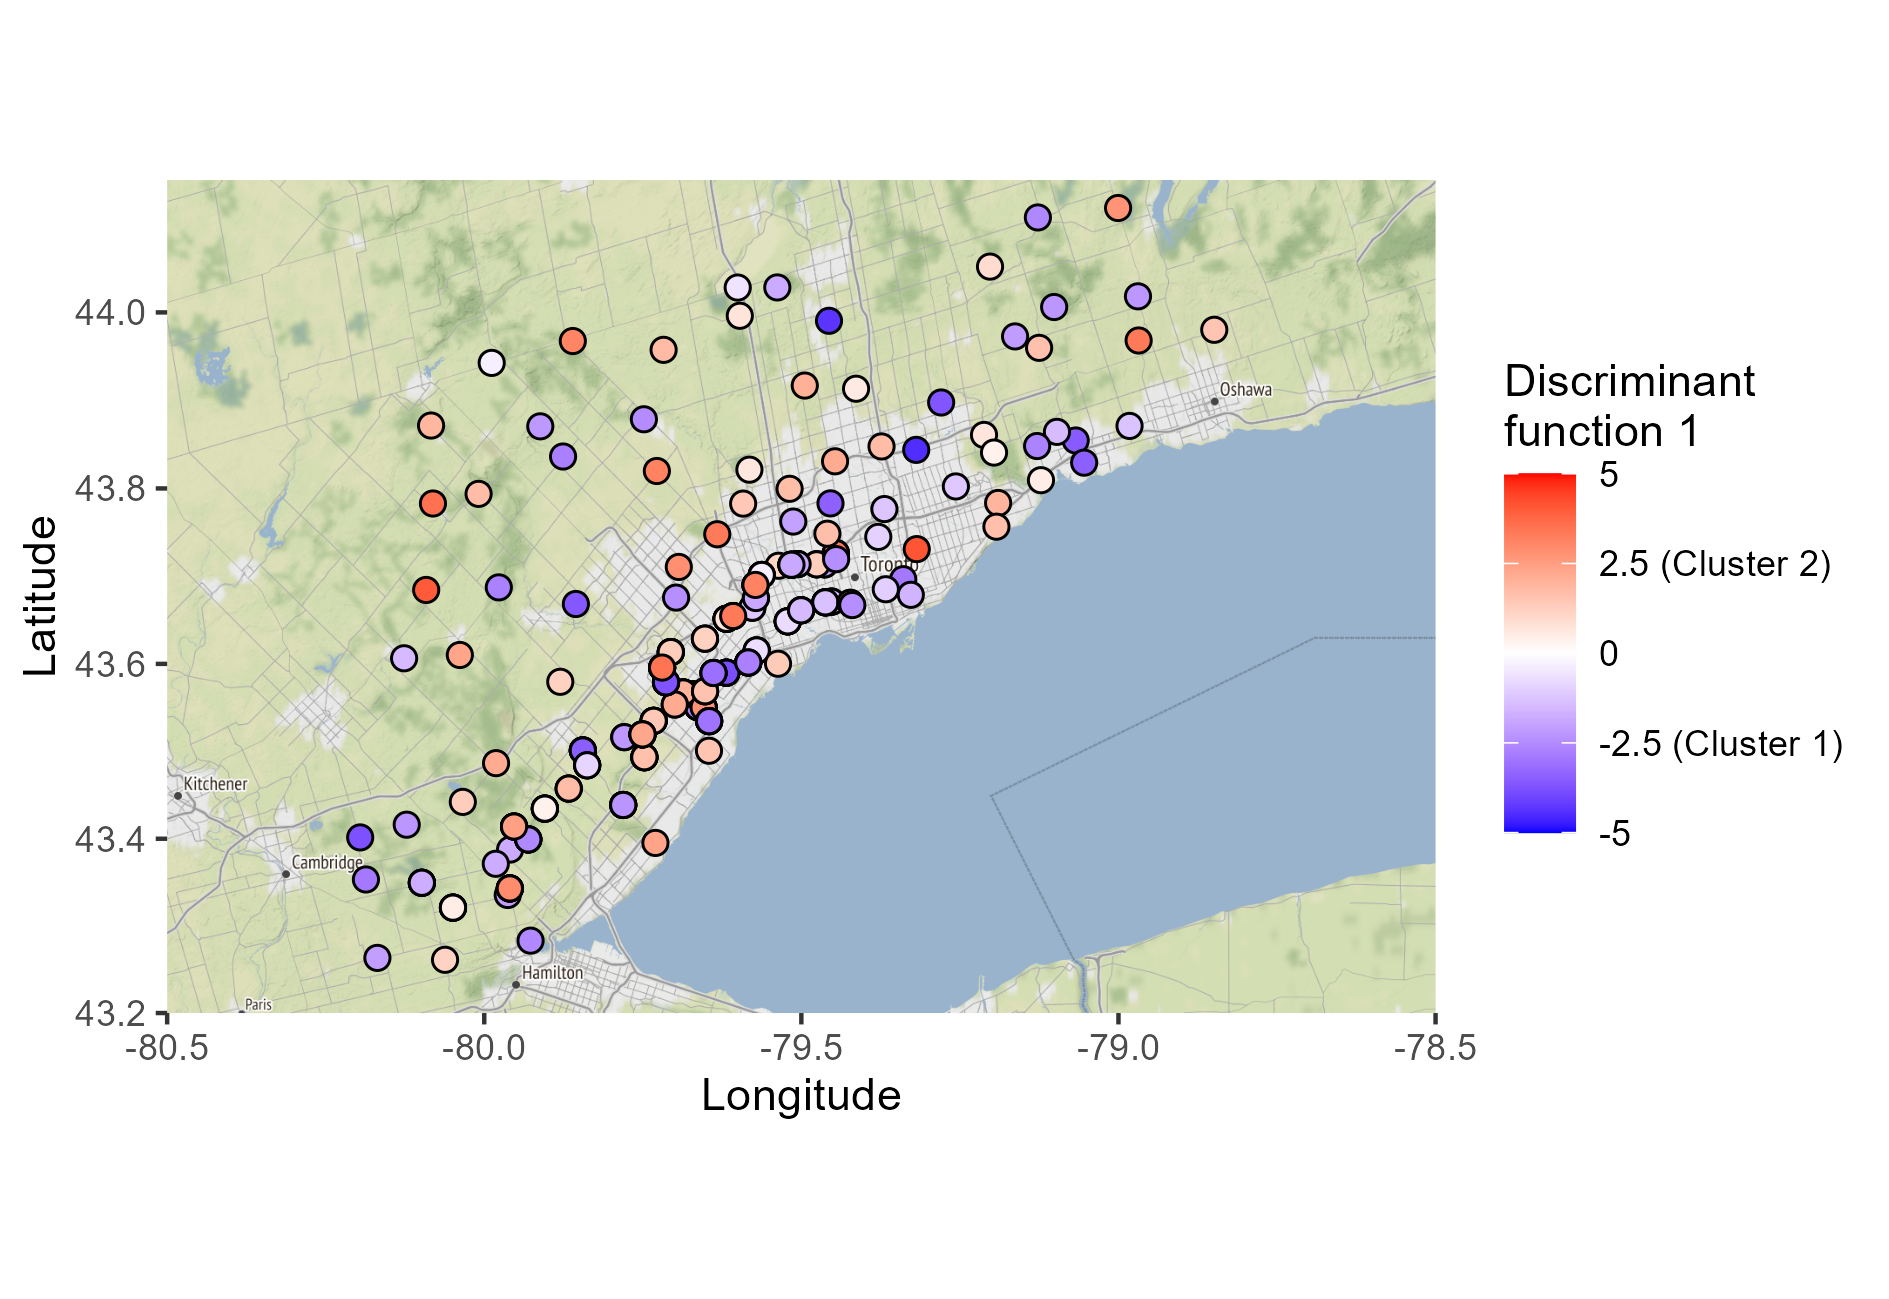 44.0
43.8
43.6
43.4
43.2
-80.5
-80.0
-79.5
-79.0
-78.5
Latitude
Longitude
Oshawa
Toronto
Kitchener
Cambridge
Hamilton
Paris
Discriminant
function 1
5
2.5 (Cluster 2)
0
-2.5 (Cluster 1)
-5